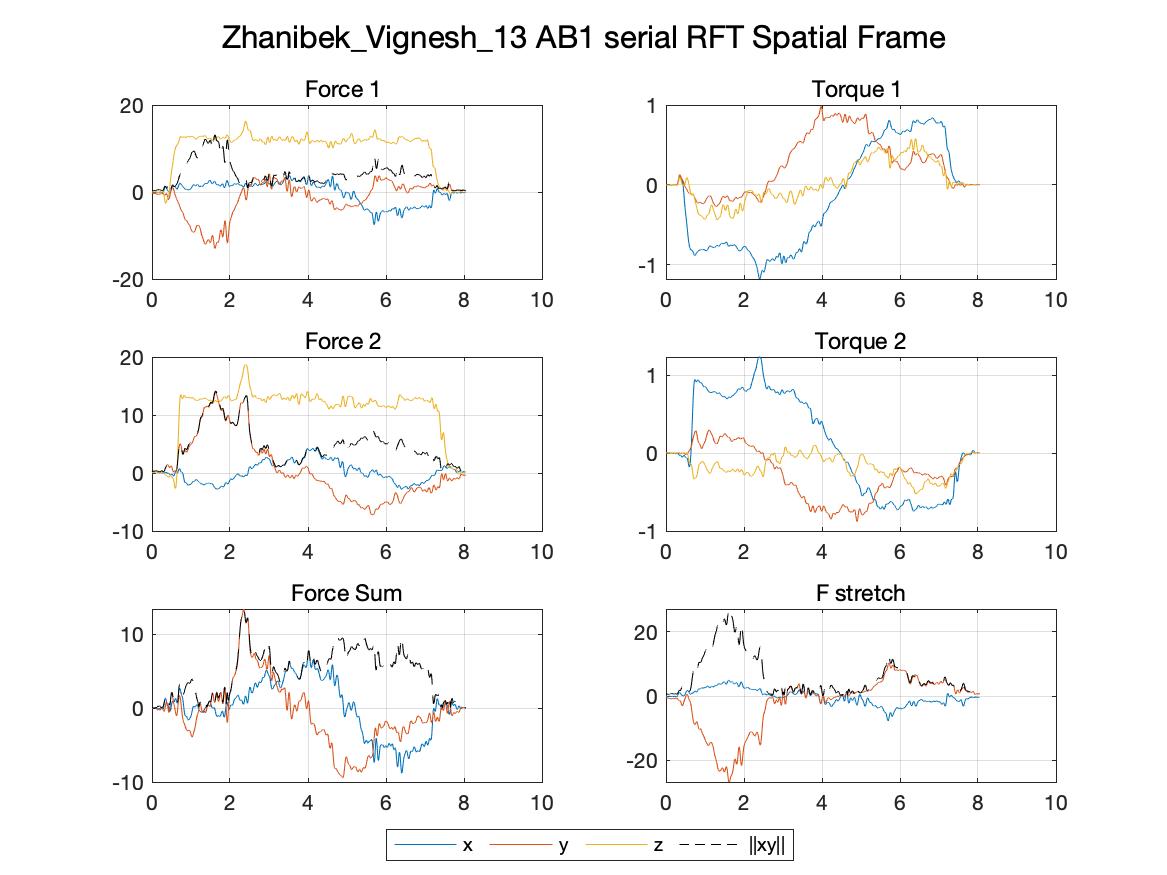 Zhanibek_Vignesh_13 AB1 serial RFT Spatial Frame
Force 1
20
0
-20
0 2 4 6 8 10
Torque 1
1
0
-1
0 2 4 6 8 10
Force 2
20
10
0
-10
0 2 4 6 8 10
Torque 2
1
0
-1
0 2 4 6 8 10
Force Sum
10
0
-10
0 2 4 6 8 10
F stretch
20
0
-20
0 2 4 6 8 10
x y z ||xy||